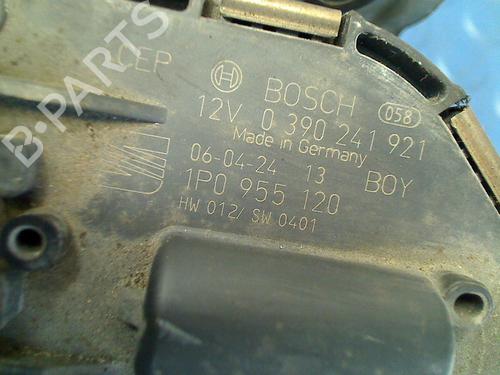 CEP
BOSCH 058
12V 0 390 241 921
Made in Germany
06-04-24 13 BOY
1P0 955 120
HW 012/ SW 0401
B-PARTS